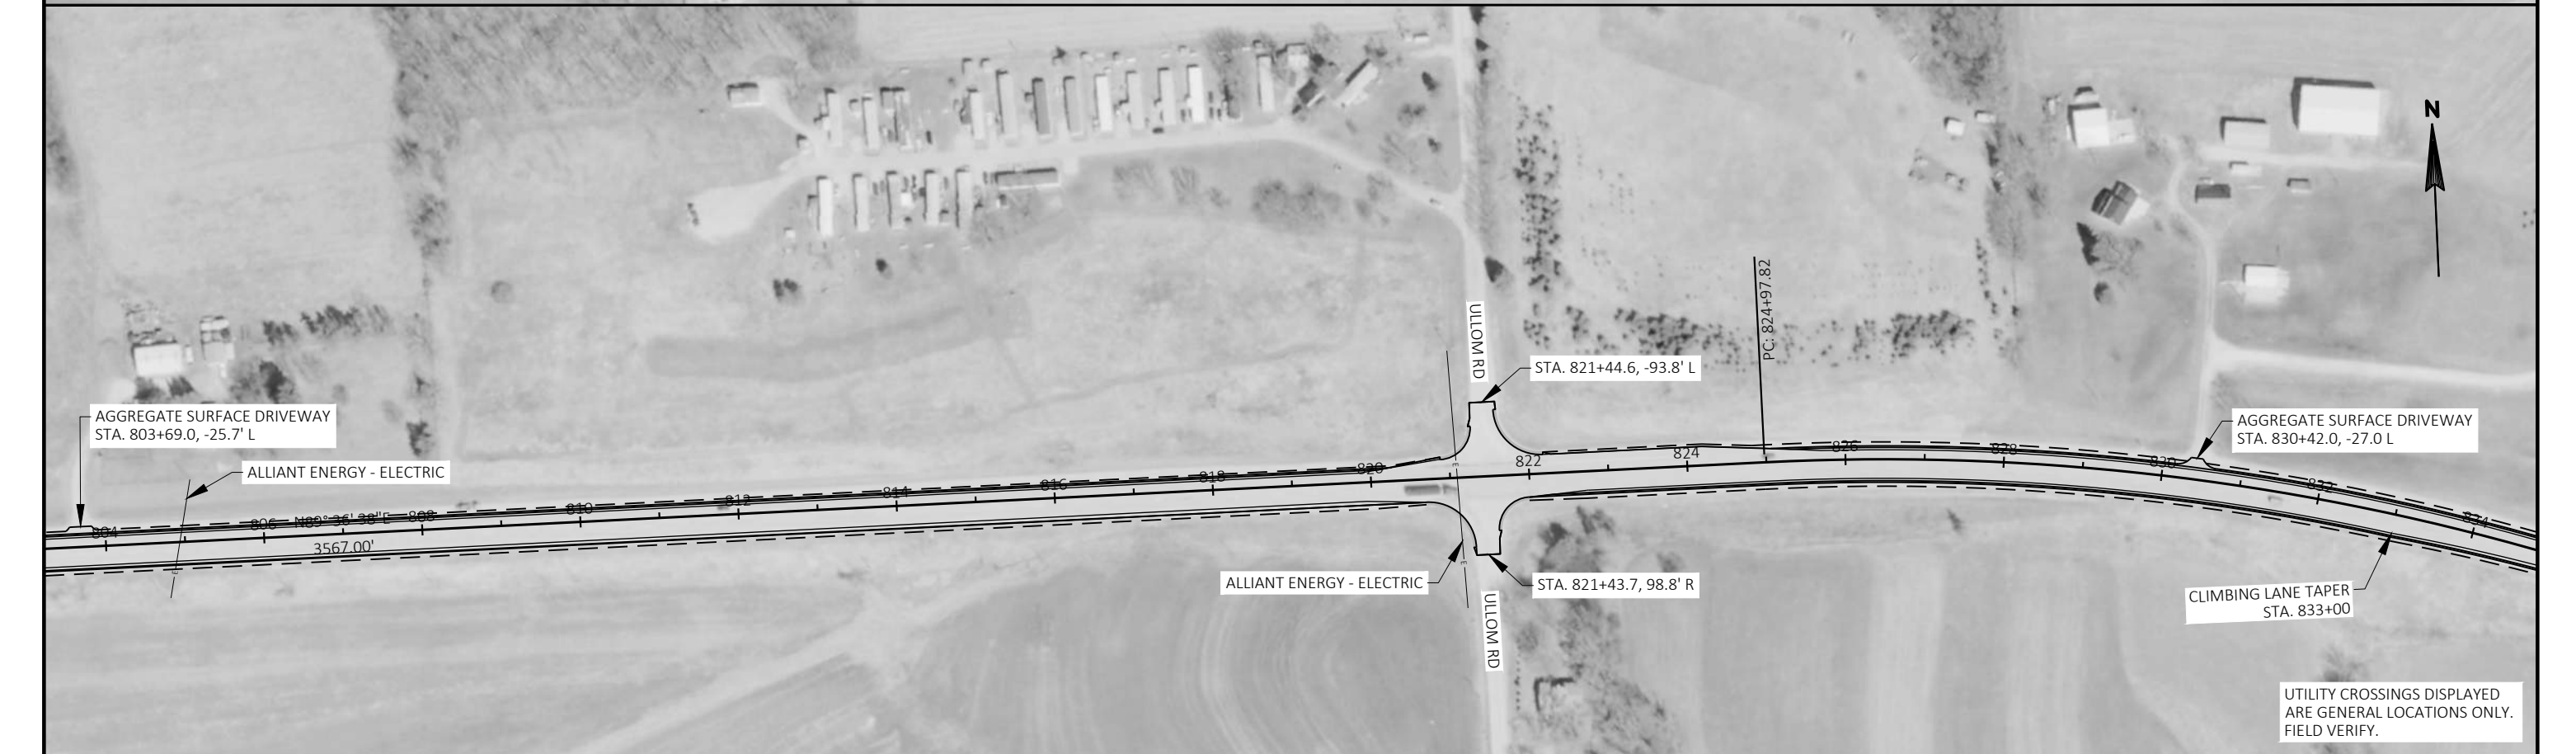 N
PC: 824+97.82
ULLOM RD
STA. 821+44.6, -93.8' L
AGGREGATE SURFACE DRIVEWAY
STA. 803+69.0, -25.7' L
AGGREGATE SURFACE DRIVEWAY
STA. 830+42.0, -27.0 L
ALLIANT ENERGY - ELECTRIC
804
806
N89° 36' 38"E
808
810
812
814
816
818
820
822
824
826
828
830
832
834
3567.00'
E
E
E
ALLIANT ENERGY - ELECTRIC
STA. 821+43.7, 98.8' R
ULLOM RD
CLIMBING LANE TAPER
STA. 833+00
UTILITY CROSSINGS DISPLAYED
ARE GENERAL LOCATIONS ONLY.
FIELD VERIFY.